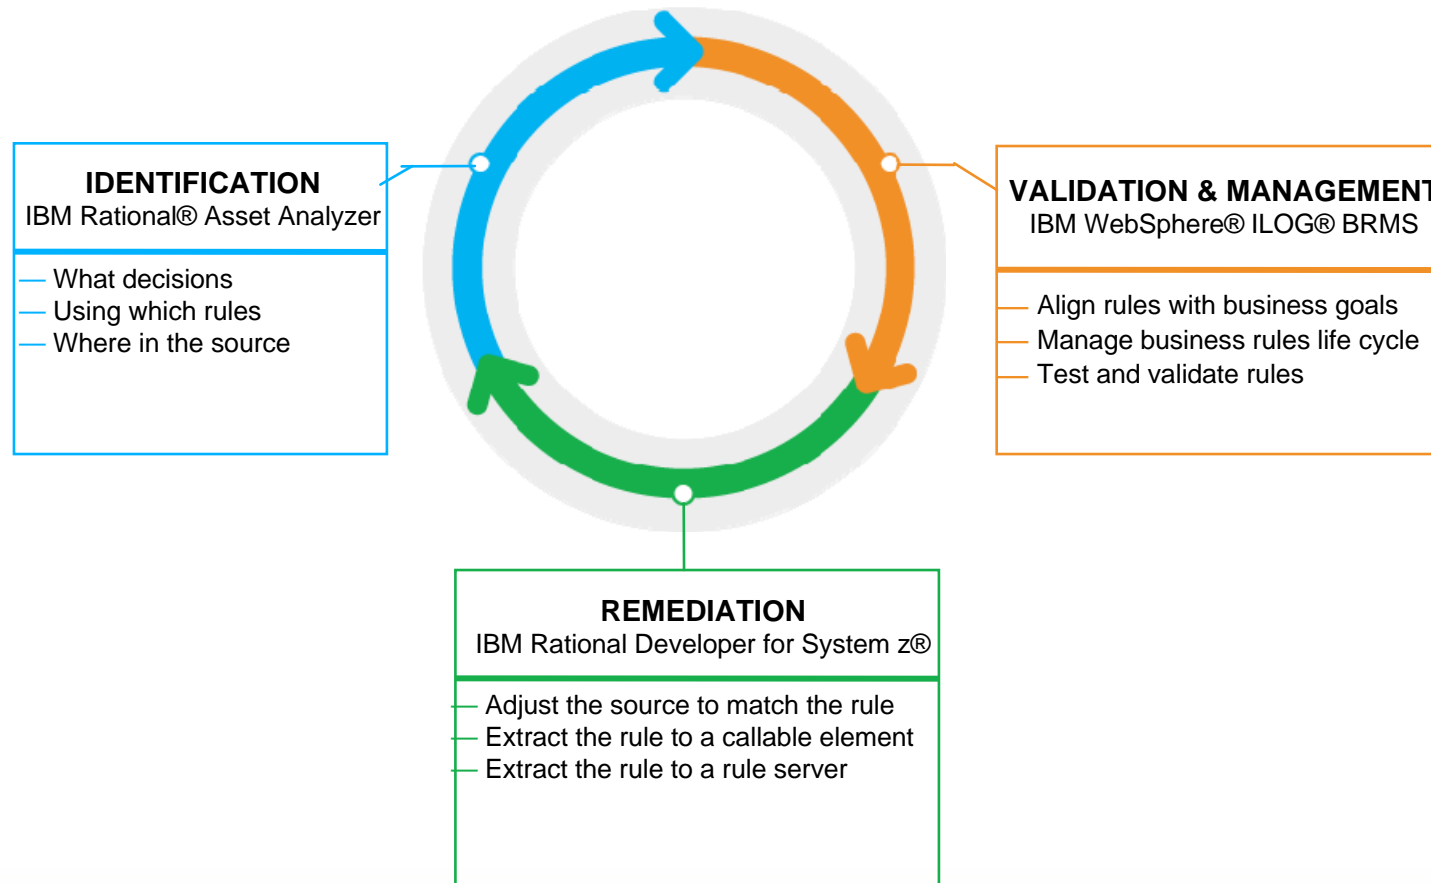 IDENTIFICATION
IBM Rational® Asset Analyzer
What decisions
Using which rules
Where in the source
VALIDATION & MANAGEMENT
IBM WebSphere® ILOG® BRMS
Align rules with business goals
Manage business rules life cycle
Test and validate rules
REMEDIATION
IBM Rational Developer for System z®
Adjust the source to match the rule
Extract the rule to a callable element
Extract the rule to a rule server